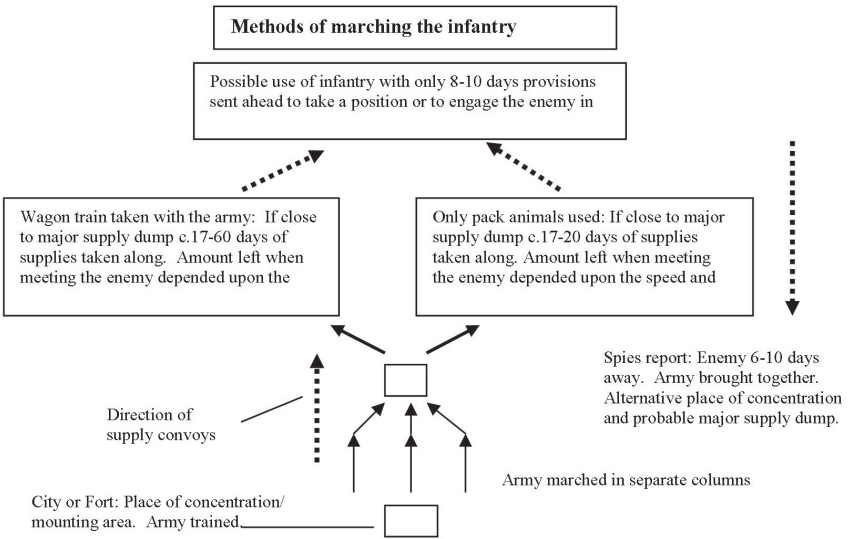 Methods of marching the infantry
Possible use of infantry with only 8-10 days provisions
sent ahead to take a position or to engage the enemy in
Wagon train taken with the army: If close
to major supply dump c.17-60 days of
supplies taken along. Amount left when
meeting the enemy depended upon the
Only pack animals used: If close to major
supply dump c.17-20 days of supplies
taken along. Amount left when meeting
the enemy depended upon the speed and
Spies report: Enemy 6-10 days
away. Army brought together.
Alternative place of concentration
and probable major supply dump.
Direction of
supply convoys
Army marched in separate columns
City or Fort: Place of concentration/
mounting area. Army trained.